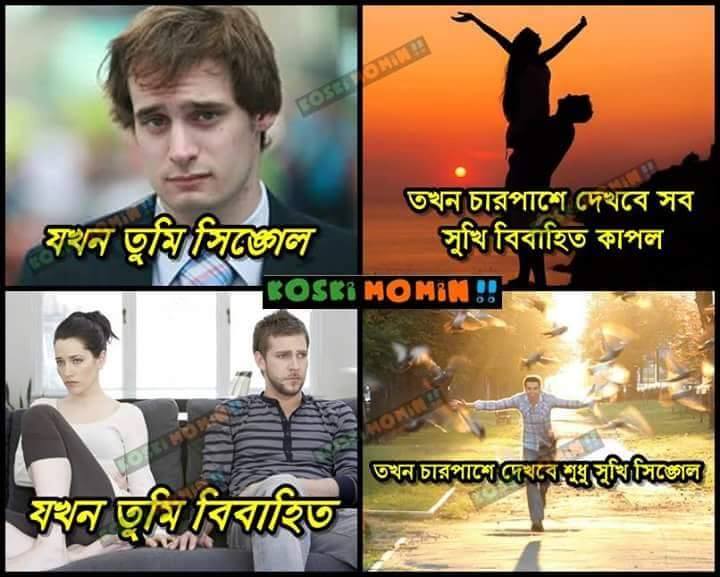 যখন তুমি সিঙ্গেল
তখন চারপাশে দেখবে সব
সুখি বিবাহিত কাপল
KOSKI MOMIN!!
যখন তুমি বিবাহিত
তখন চারপাশে দেখবে শুধু সুখি সিঙ্গেল